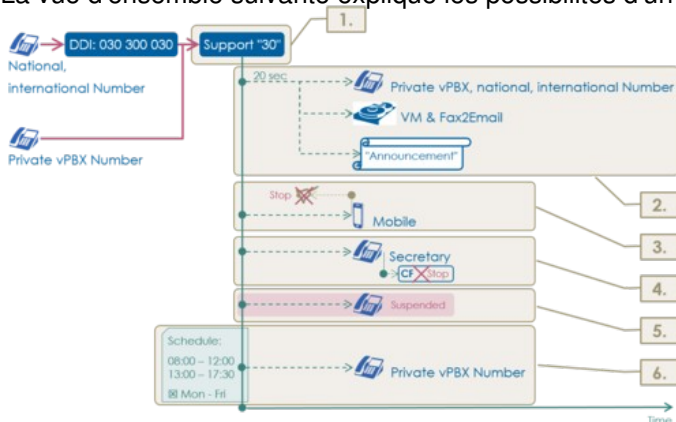 La vue d'ensemble suivante explique les possibilités d'un
1.
DDI: 030 300 030
Support "30"
National,
international Number
Private vPBX Number
20 sec
Private vPBX, national, international Number
VM & Fax2Email
"Announcement"
2.
Stop
Mobile
3.
Secretary
CF Stop
4.
Suspended
5.
Schedule:
08:00 – 12:00
13:00 – 17:30
Mon - Fri
Private vPBX Number
6.
Time